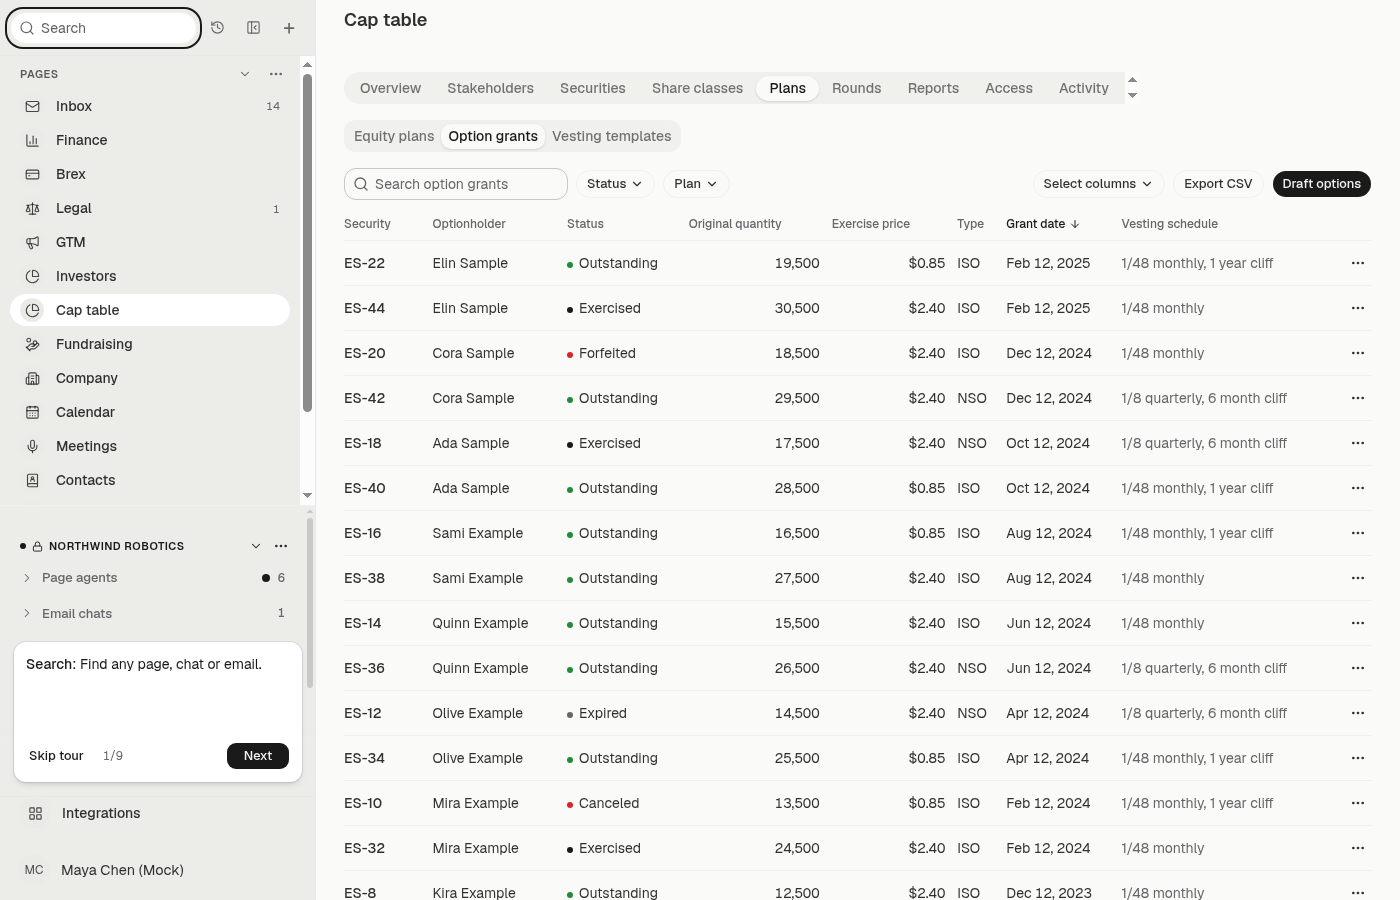 Search
PAGES
Inbox 14
Finance
Brex
Legal 1
GTM
Investors
Cap table
Fundraising
Company
Calendar
Meetings
Contacts
NORTHWIND ROBOTICS
Page agents 6
Email chats 1
Search: Find any page, chat or email.
Skip tour 1/9 Next
Integrations
MC Maya Chen (Mock)
Cap table
Overview Stakeholders Securities Share classes Plans Rounds Reports Access Activity
Equity plans Option grants Vesting templates
Search option grants Status Plan Select columns Export CSV Draft options
Security Optionholder Status Original quantity Exercise price Type Grant date ↓ Vesting schedule
ES-22 Elin Sample Outstanding 19,500 $0.85 ISO Feb 12, 2025 1/48 monthly, 1 year cliff
ES-44 Elin Sample Exercised 30,500 $2.40 ISO Feb 12, 2025 1/48 monthly
ES-20 Cora Sample Forfeited 18,500 $2.40 ISO Dec 12, 2024 1/48 monthly
ES-42 Cora Sample Outstanding 29,500 $2.40 NSO Dec 12, 2024 1/8 quarterly, 6 month cliff
ES-18 Ada Sample Exercised 17,500 $2.40 NSO Oct 12, 2024 1/8 quarterly, 6 month cliff
ES-40 Ada Sample Outstanding 28,500 $0.85 ISO Oct 12, 2024 1/48 monthly, 1 year cliff
ES-16 Sami Example Outstanding 16,500 $0.85 ISO Aug 12, 2024 1/48 monthly, 1 year cliff
ES-38 Sami Example Outstanding 27,500 $2.40 ISO Aug 12, 2024 1/48 monthly
ES-14 Quinn Example Outstanding 15,500 $2.40 ISO Jun 12, 2024 1/48 monthly
ES-36 Quinn Example Outstanding 26,500 $2.40 NSO Jun 12, 2024 1/8 quarterly, 6 month cliff
ES-12 Olive Example Expired 14,500 $2.40 NSO Apr 12, 2024 1/8 quarterly, 6 month cliff
ES-34 Olive Example Outstanding 25,500 $0.85 ISO Apr 12, 2024 1/48 monthly, 1 year cliff
ES-10 Mira Example Canceled 13,500 $0.85 ISO Feb 12, 2024 1/48 monthly, 1 year cliff
ES-32 Mira Example Exercised 24,500 $2.40 ISO Feb 12, 2024 1/48 monthly
ES-8 Kira Example Outstanding 12,500 $2.40 ISO Dec 12, 2023 1/48 monthly